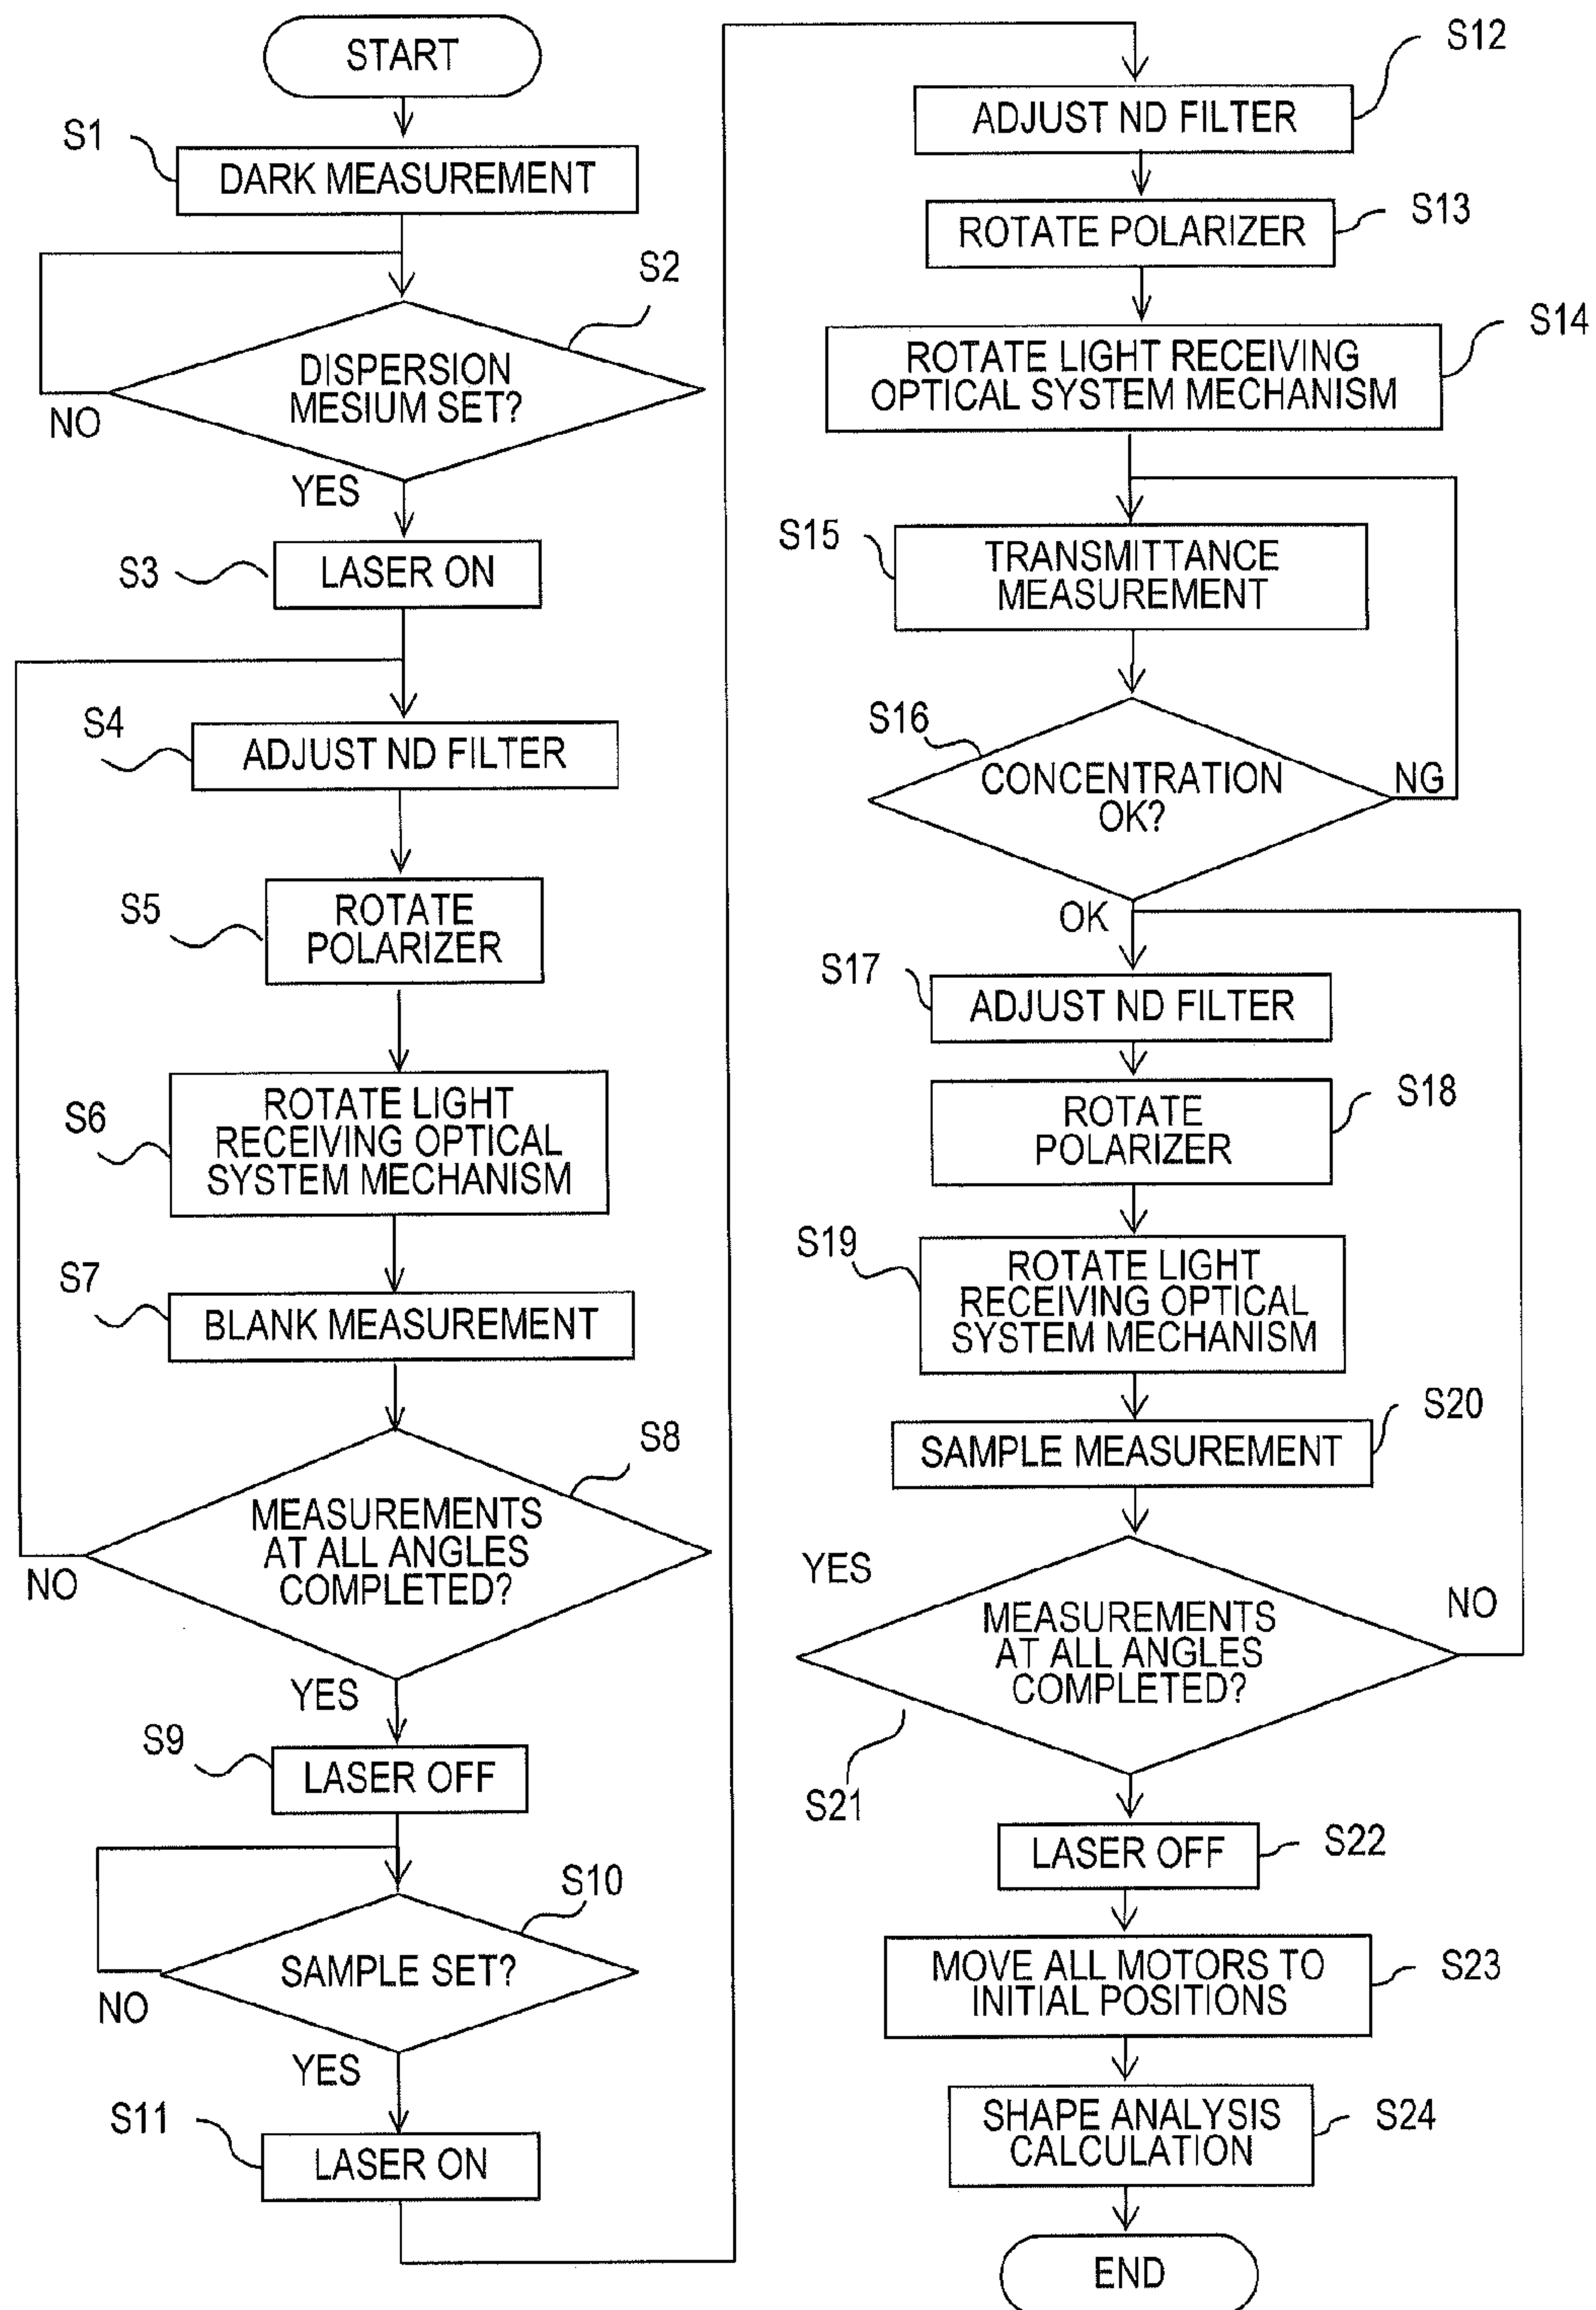 START
S1
DARK MEASUREMENT
S2
DISPERSION
MESIUM SET?
NO
YES
S3
LASER ON
S4
ADJUST ND FILTER
S5
ROTATE
POLARIZER
S6
ROTATE LIGHT
RECEIVING OPTICAL
SYSTEM MECHANISM
S7
BLANK MEASUREMENT
S8
MEASUREMENTS
AT ALL ANGLES
COMPLETED?
NO
YES
S9
LASER OFF
S10
SAMPLE SET?
NO
YES
S11
LASER ON
S12
ADJUST ND FILTER
S13
ROTATE POLARIZER
S14
ROTATE LIGHT RECEIVING
OPTICAL SYSTEM MECHANISM
S15
TRANSMITTANCE
MEASUREMENT
S16
CONCENTRATION
OK?
NG
OK
S17
ADJUST ND FILTER
S18
ROTATE
POLARIZER
S19
ROTATE LIGHT
RECEIVING OPTICAL
SYSTEM MECHANISM
S20
SAMPLE MEASUREMENT
YES
NO
MEASUREMENTS
AT ALL ANGLES
COMPLETED?
S21
S22
LASER OFF
S23
MOVE ALL MOTORS TO
INITIAL POSITIONS
S24
SHAPE ANALYSIS
CALCULATION
END